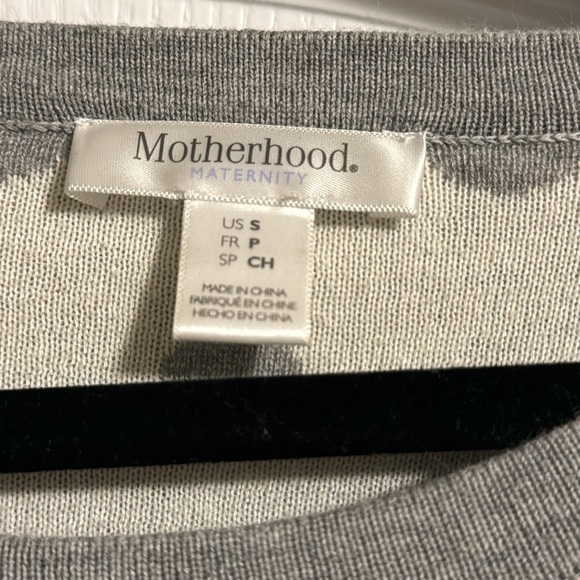 Motherhood®
MATERNITY
US S
FR P
SP CH
MADE IN CHINA
FABRIQUÉ EN CHINE
HECHO EN CHINA